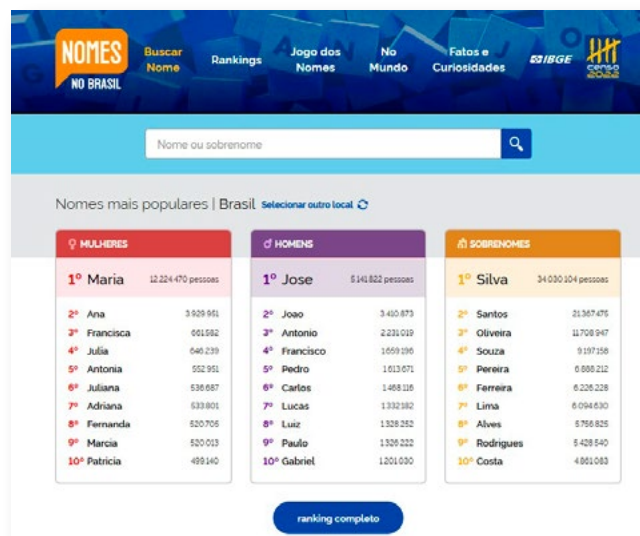 NOMES
NO BRASIL
Buscar
Nome
Rankings
Jogo dos
Nomes
No
Mundo
Fatos e
Curiosidades
IBGE
censo
2022
Nome ou sobrenome
Nomes mais populares | Brasil Selecionar outro local
MULHERES
1º Maria 12.224.470 pessoas
2º Ana 3.929.951
3º Francisca 661.582
4º Julia 646.239
5º Antonia 552.951
6º Juliana 536.687
7º Adriana 533.801
8º Fernanda 520.705
9º Marcia 520.013
10º Patricia 499.140
HOMENS
1º Jose 5.141.822 pessoas
2º Joao 3.410.873
3º Antonio 2.231.019
4º Francisco 1.659.196
5º Pedro 1.613.671
6º Carlos 1.468.116
7º Lucas 1.332.182
8º Luiz 1.328.252
9º Paulo 1.326.222
10º Gabriel 1.201.030
SOBRENOMES
1º Silva 34.030.104 pessoas
2º Santos 21.367.475
3º Oliveira 11.708.947
4º Souza 9.197.158
5º Pereira 6.888.212
6º Ferreira 6.226.228
7º Lima 6.094.630
8º Alves 5.756.825
9º Rodrigues 5.428.540
10º Costa 4.861.083
ranking completo